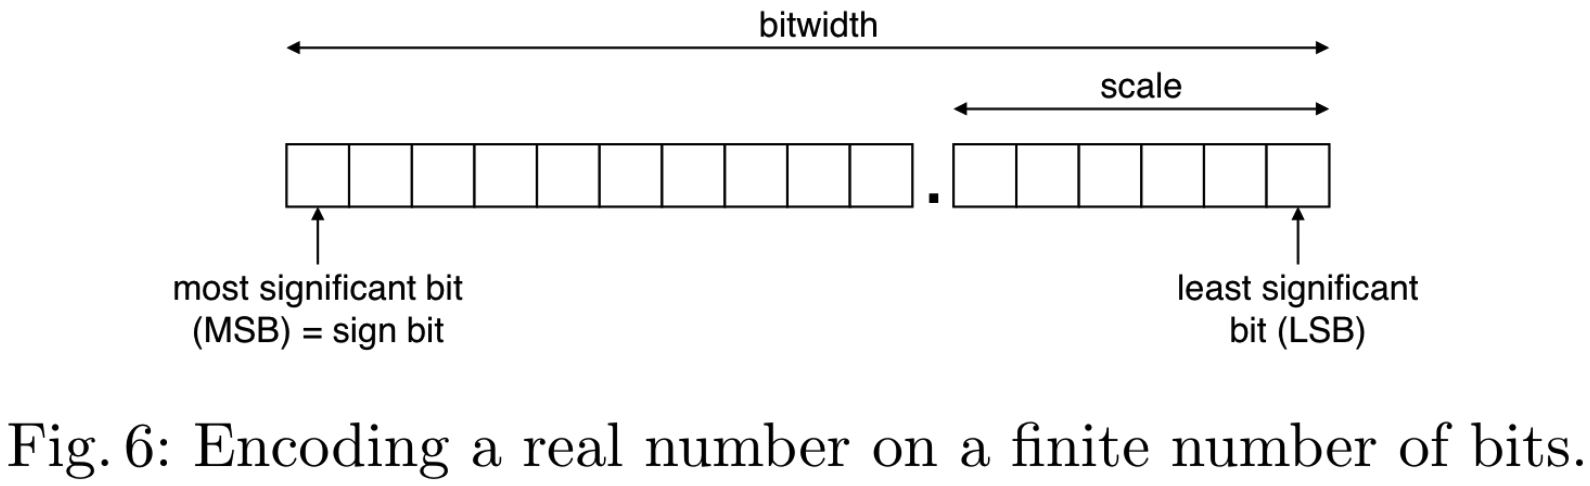 bitwidth
scale
.
most significant bit
(MSB) = sign bit
least significant
bit (LSB)
Fig. 6: Encoding a real number on a finite number of bits.